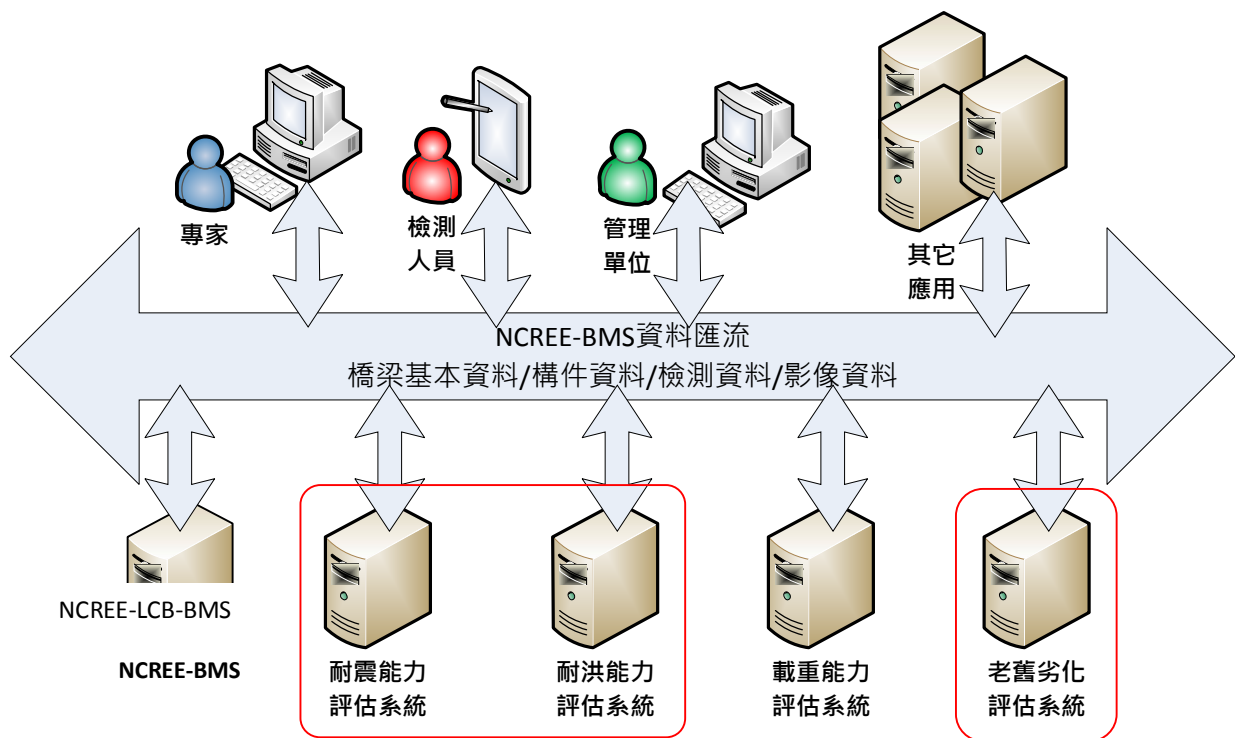 專家
檢測
人員
管理
單位
其它
應用
NCREE-BMS資料匯流
橋梁基本資料/構件資料/檢測資料/影像資料
NCREE-LCB-BMS
NCREE-BMS
耐震能力
評估系統
耐洪能力
評估系統
載重能力
評估系統
老舊劣化
評估系統